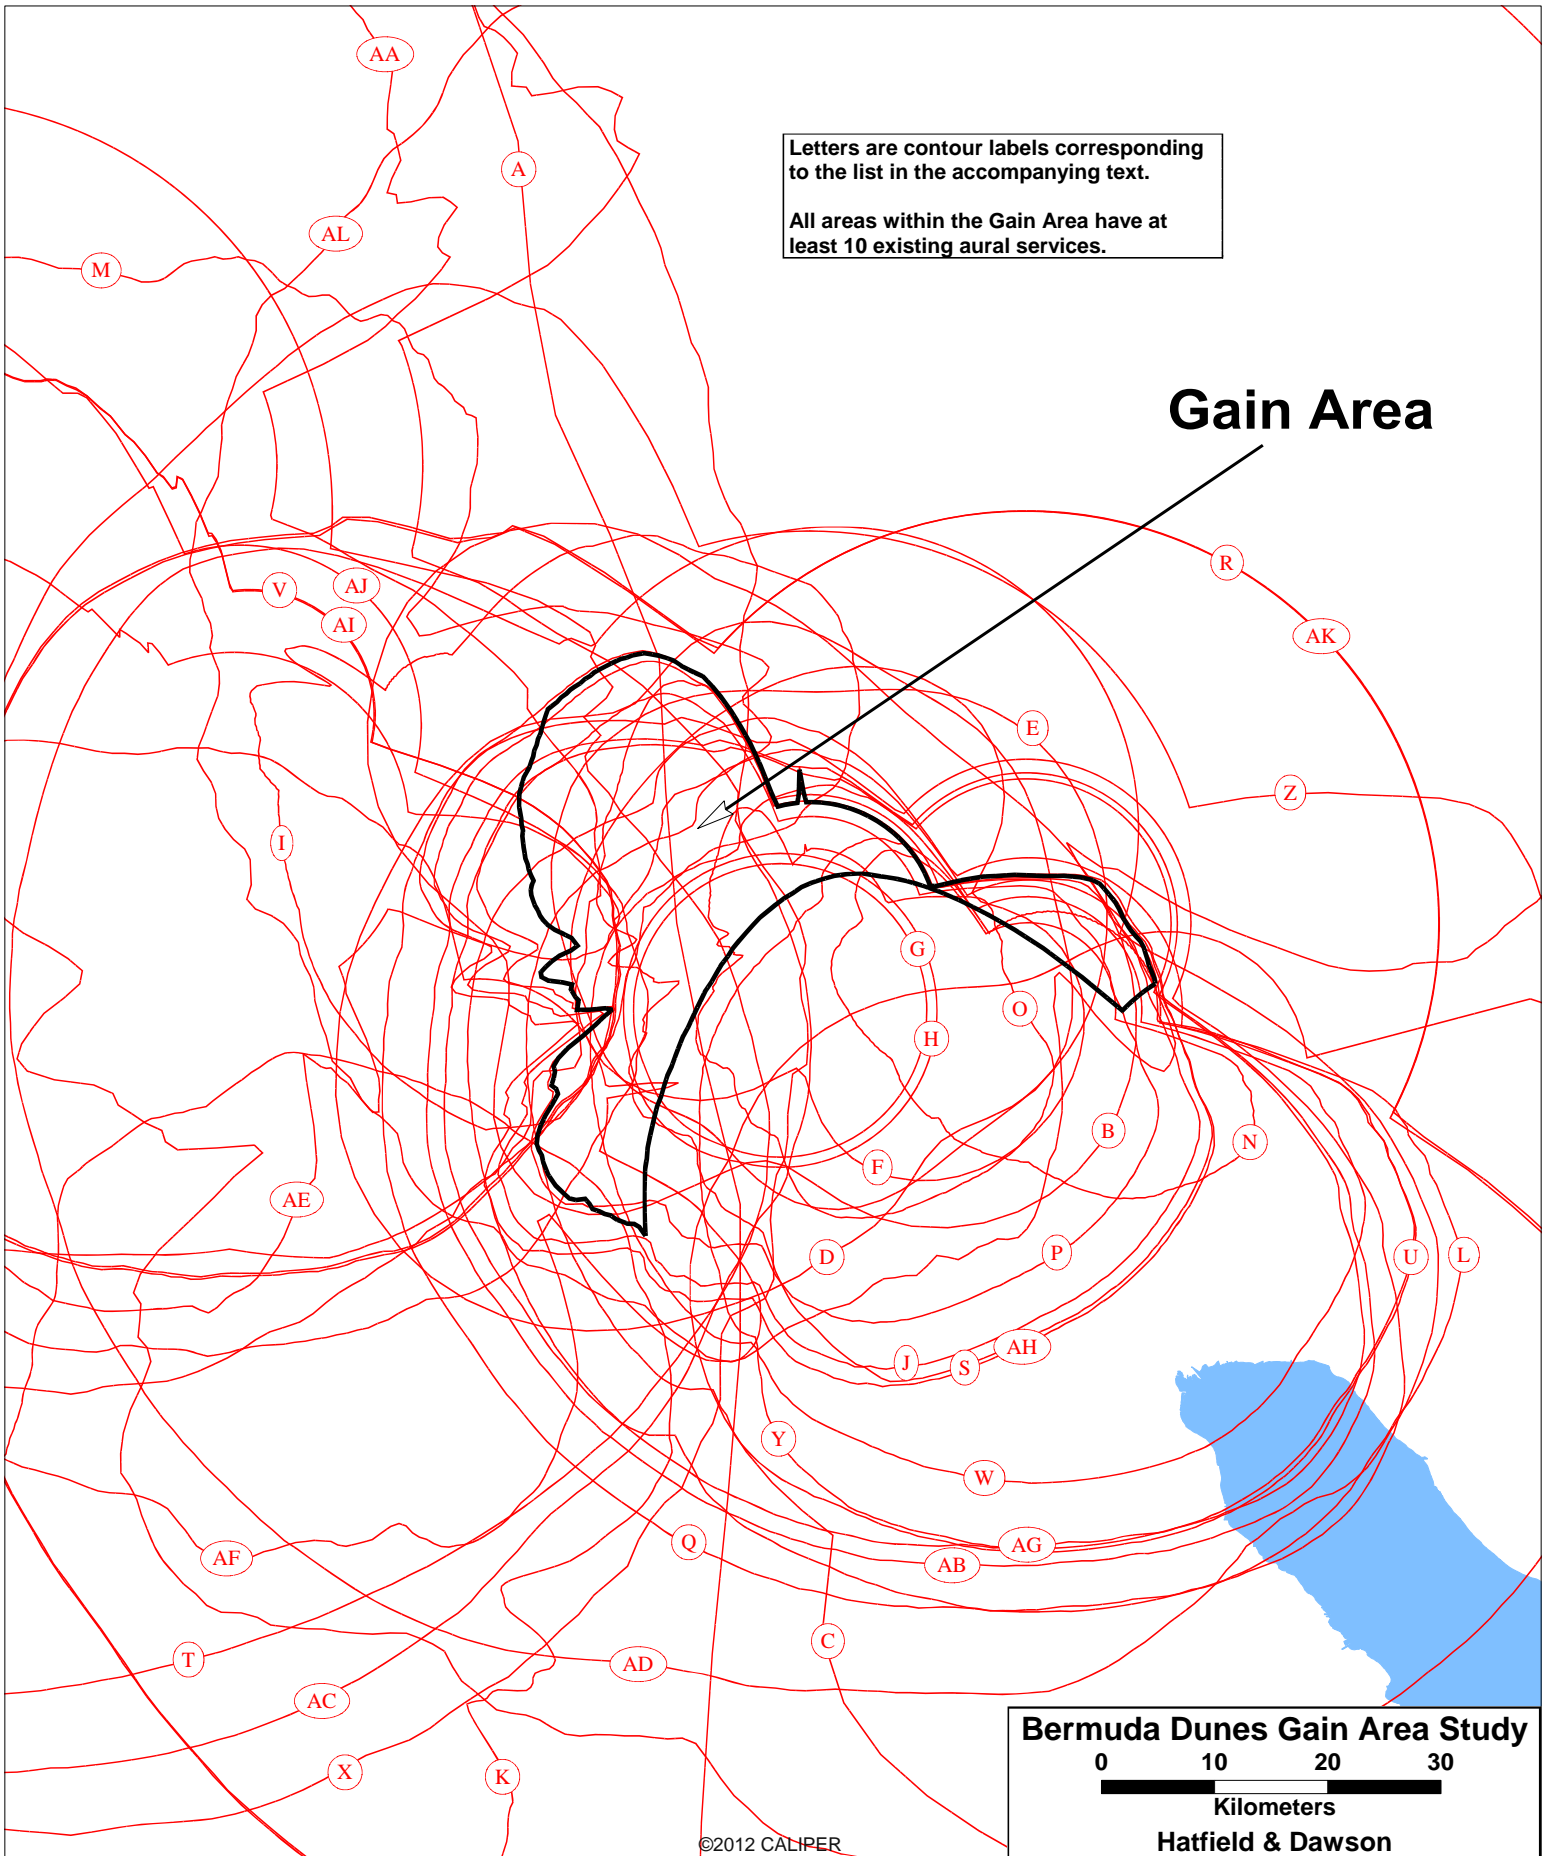 AA
A
Letters are contour labels corresponding
to the list in the accompanying text.
All areas within the Gain Area have at
least 10 existing aural services.
AL
M
Gain Area
R
V
AJ
AI
AK
E
Z
I
G
O
H
B
N
F
AE
D
P
U
L
AH
J
S
Y
W
Q
AG
AB
AF
C
T
AD
AC
X
K
Bermuda Dunes Gain Area Study
0 10 20 30
Kilometers
Hatfield & Dawson
©2012 CALIPER